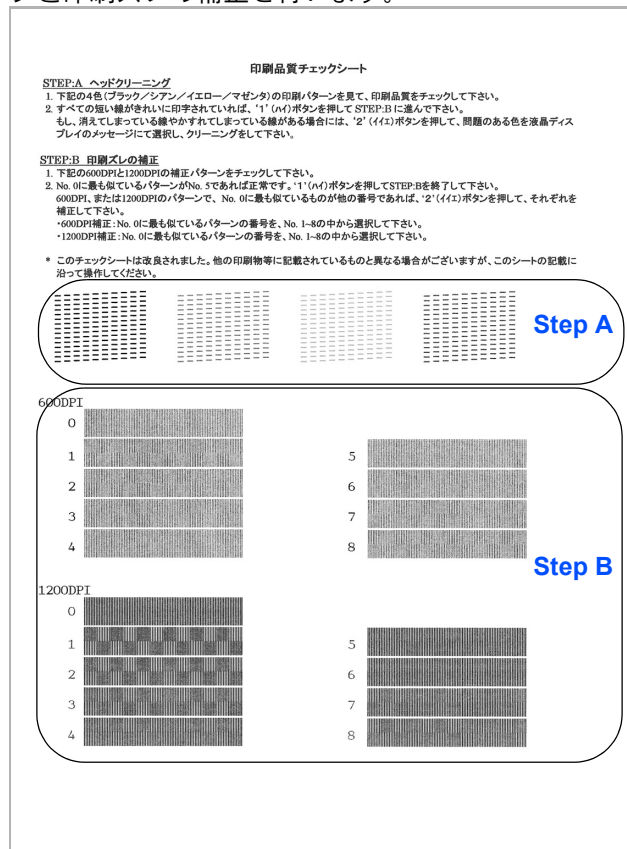 印刷品質チェックシート
STEP:A ヘッドクリーニング
1. 下記の4色(ブラック／シアン／イエロー／マゼンタ)の印刷パターンを見て、印刷品質をチェックして下さい。
2. すべての短い線がきれいに印字されていれば、‘1’(ハイ)ボタンを押して STEP:B に進んで下さい。
もし、消えてしまっている線やかすれてしまっている線がある場合には、‘2’(イイエ)ボタンを押して、問題のある色を液晶ディス
プレイのメッセージにて選択し、クリーニングをして下さい。
STEP:B 印刷ズレの補正
1. 下記の600DPIと1200DPIの補正パターンをチェックして下さい。
2. No. 0に最も似ているパターンがNo. 5であれば正常です。‘1’(ハイ)ボタンを押してSTEP:Bを終了して下さい。
600DPI、または1200DPIのパターンで、No. 0に最も似ているものが他の番号であれば、‘2’(イイエ)ボタンを押して、それぞれを
補正して下さい。
・600DPI補正：No. 0に最も似ているパターンの番号を、No. 1~8の中から選択して下さい。
・1200DPI補正：No. 0に最も似ているパターンの番号を、No. 1~8の中から選択して下さい。
* このチェックシートは改良されました。他の印刷物等に記載されているものと異なる場合がございますが、このシートの記載に
沿って操作してください。
Step A
600DPI
0
1
2
3
4
5
6
7
8
Step B
1200DPI
0
1
2
3
4
5
6
7
8